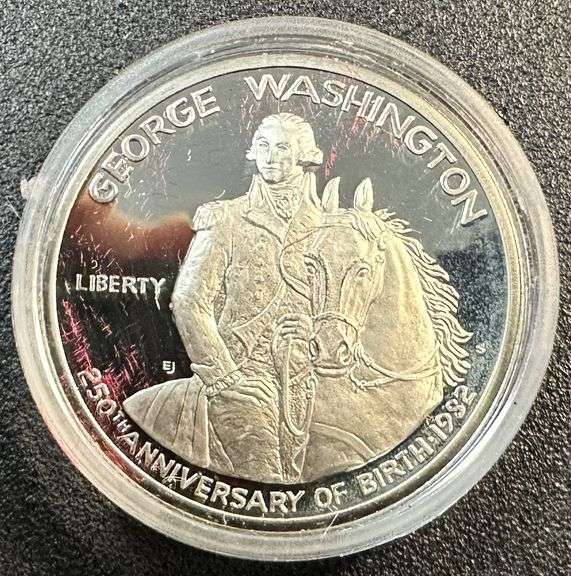 GEORGE WASHINGTON
LIBERTY
EJ
S
250TH ANNIVERSARY OF BIRTH:1982